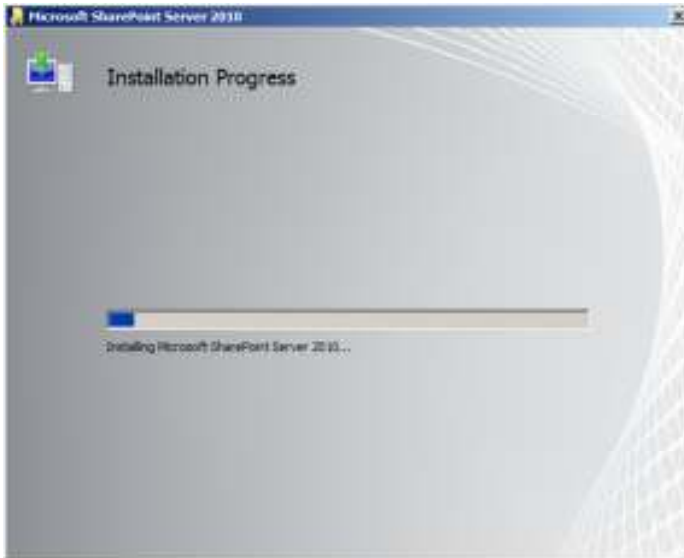 Microsoft SharePoint Server 2010
Installation Progress
Installing Microsoft SharePoint Server 2010...